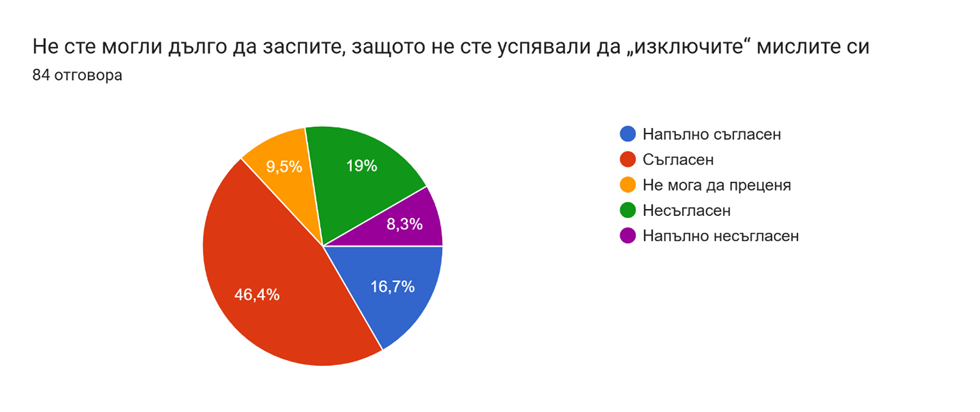 Не сте могли дълго да заспите, защото не сте успявали да „изключите“ мислите си
84 отговора
9,5%
19%
8,3%
46,4%
16,7%
Напълно съгласен
Съгласен
Не мога да преценя
Несъгласен
Напълно несъгласен